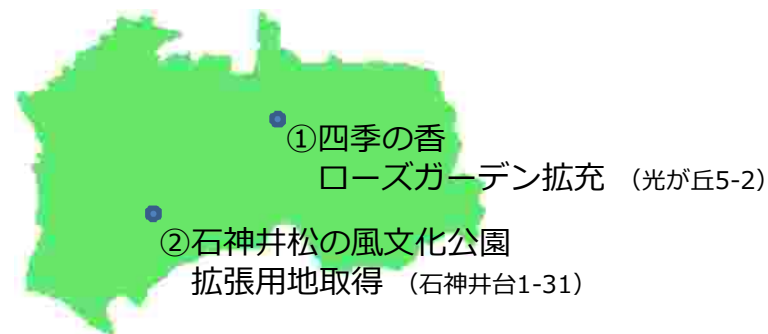 ①四季の香
ローズガーデン拡充 （光が丘5-2）
②石神井松の風文化公園
拡張用地取得 （石神井台1-31）